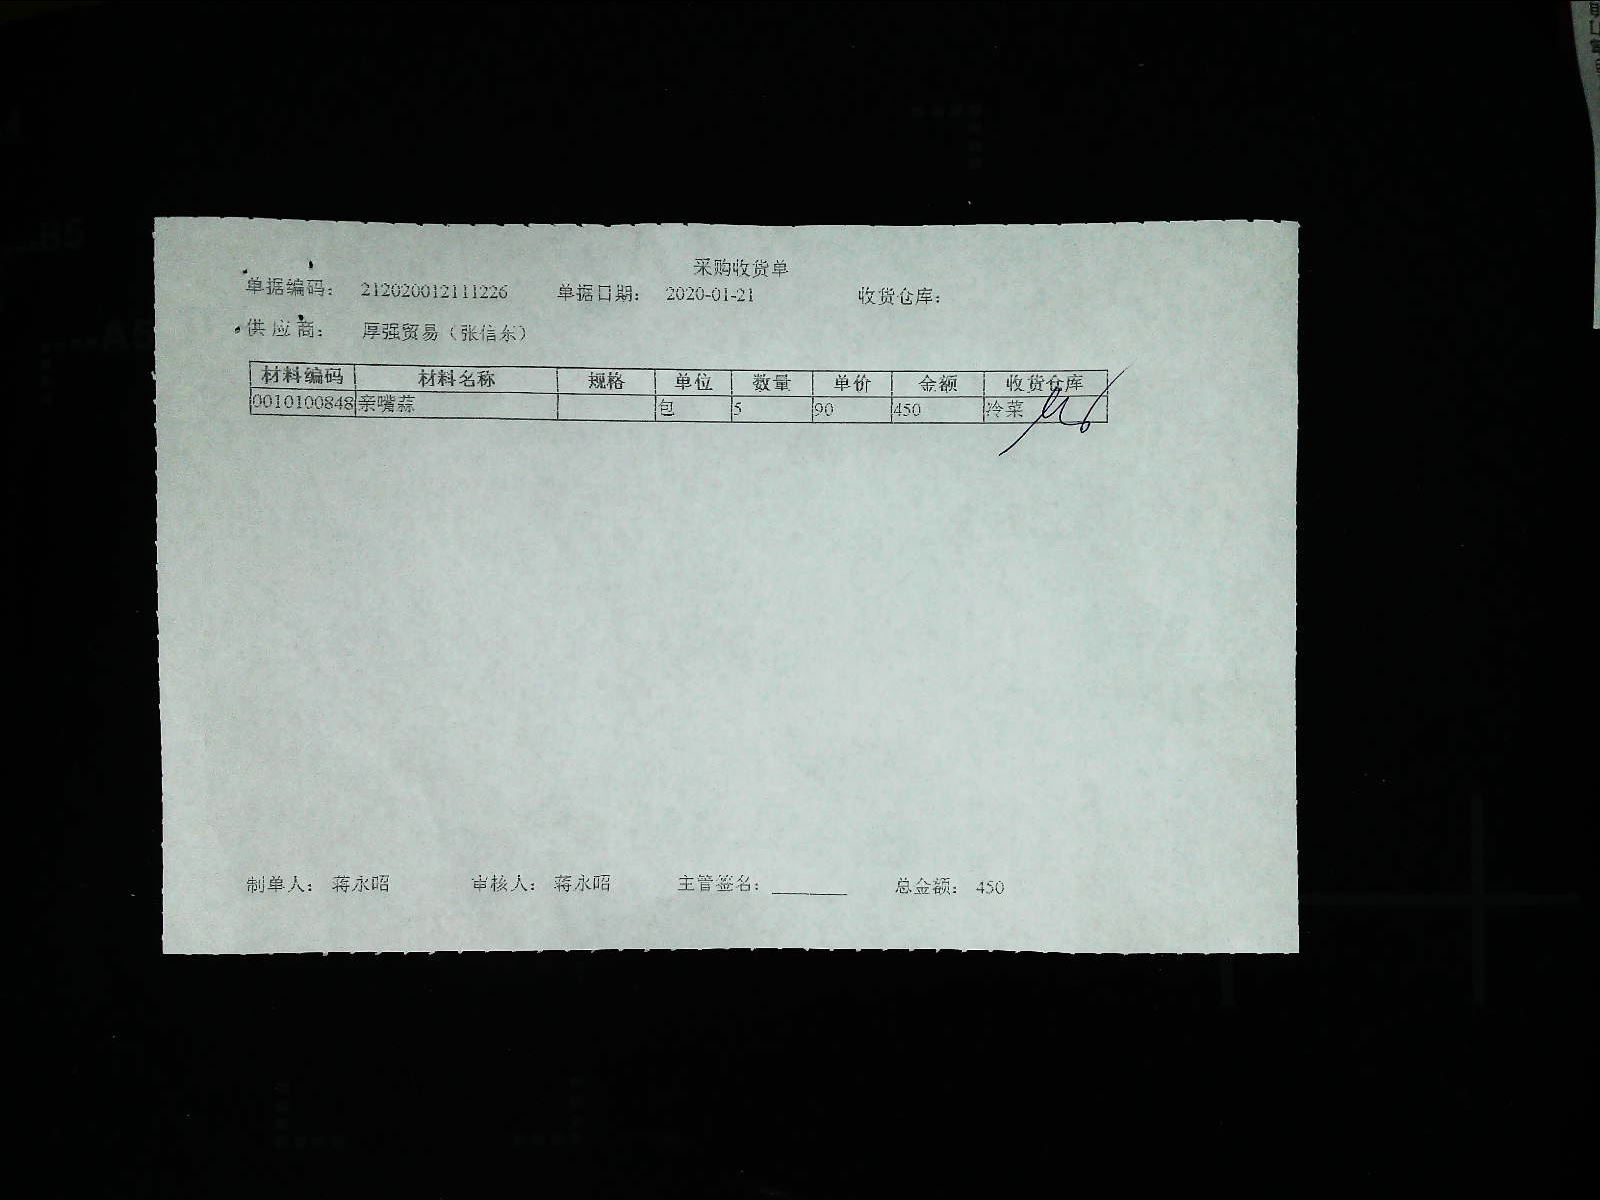 采购收货单
单据编码： 212020012111226 单据日期： 2020-01-21 收货仓库：
供应商： 厚强贸易（张信东）
材料编码 材料名称 规格 单位 数量 单价 金额 收货仓库
0010100848 亲嘴蒜 包 5 90 450 冷菜
制单人： 蒋永昭 审核人： 蒋永昭 主管签名： 总金额： 450